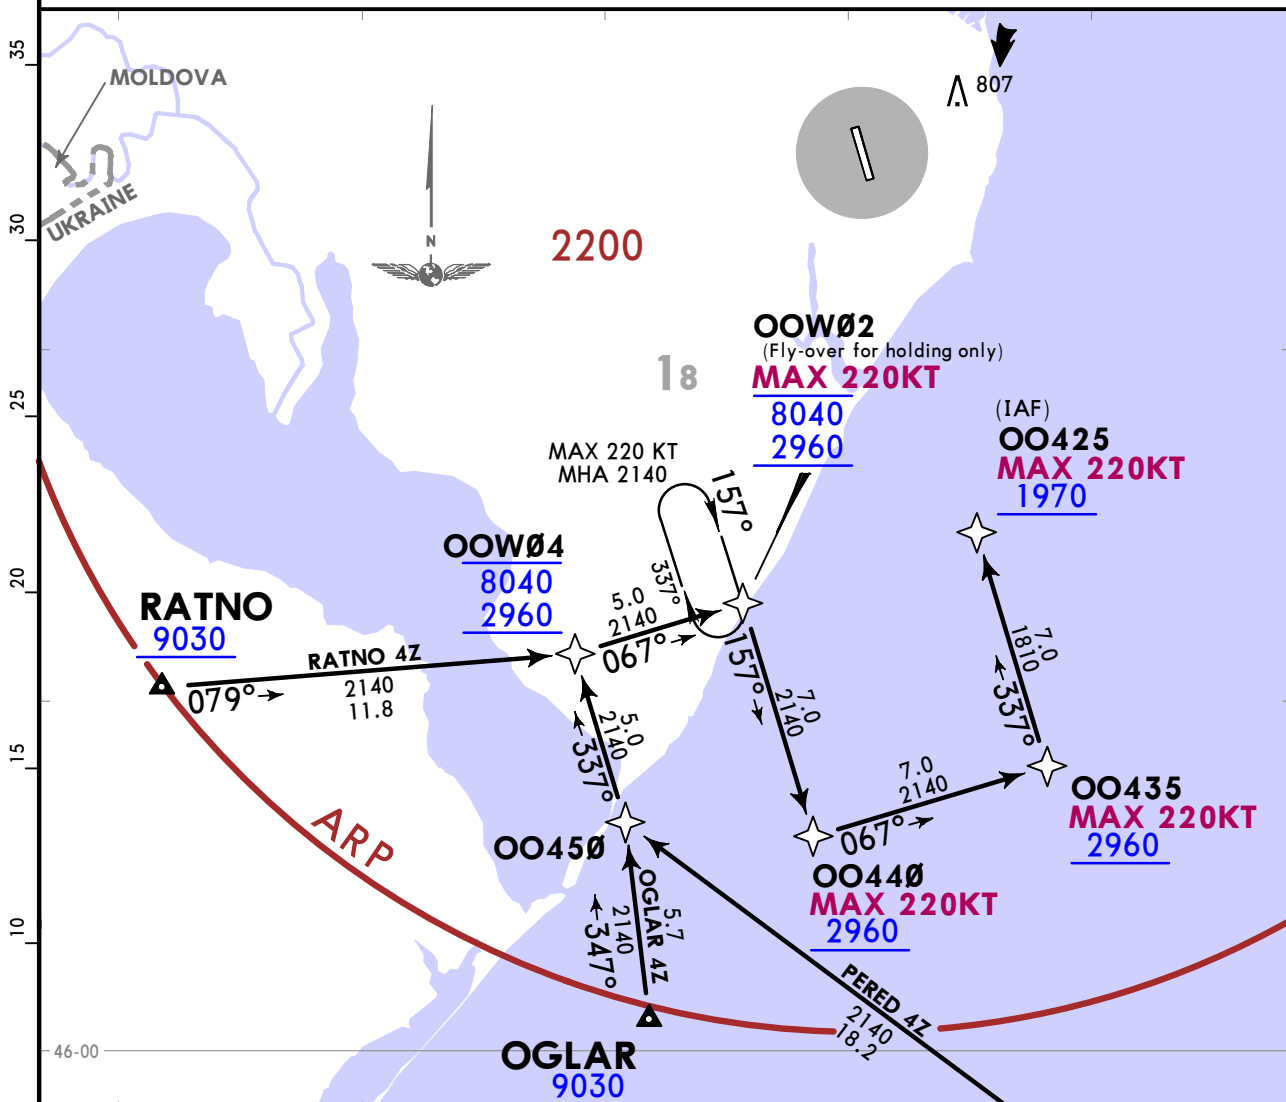 35
30
25
20
15
10
MOLDOVA
UKRAINE
N
2200
18
807
OOWØ2
(Fly-over for holding only)
MAX 220KT
8040
2960
(IAF)
OO425
MAX 220KT
1970
MAX 220 KT
MHA 2140
157°
337°
OOWØ4
8040
2960
5.0
2140
067°
RATNO
9030
RATNO 4Z
079°
2140
11.8
157°
7.0
2140
7.0
1810
337°
5.0
2140
337°
7.0
2140
067°
OO435
MAX 220KT
2960
OO45Ø
OO44Ø
MAX 220KT
2960
ARP
OGLAR 4Z
5.7
2140
347°
PERED 4Z
2140
18.2
46-00
OGLAR
9030